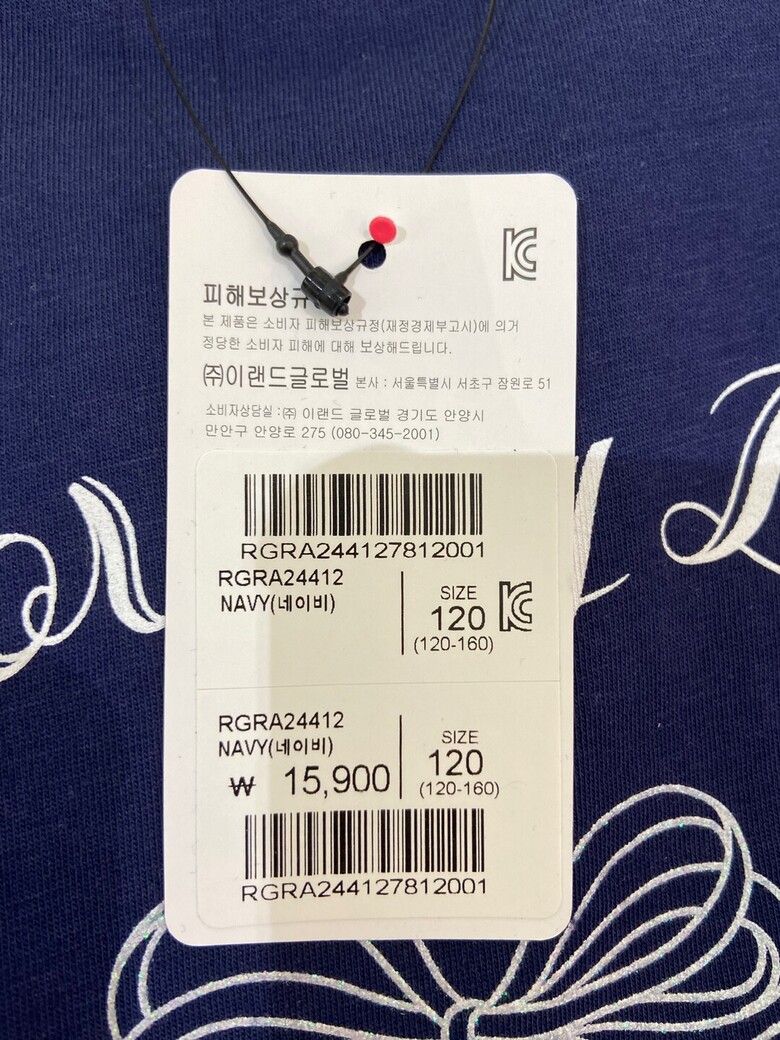 KC
피해보상규
본 제품은 소비자 피해보상규정(재정경제부고시)에 의거
정당한 소비자 피해에 대해 보상해드립니다.
㈜이랜드글로벌 본사 : 서울특별시 서초구 잠원로 51
소비자상담실 :㈜ 이랜드 글로벌 경기도 안양시
만안구 안양로 275 (080-345-2001)
RGRA244127812001
RGRA24412
NAVY(네이비)
SIZE
120
(120-160)
KC
RGRA24412
NAVY(네이비)
₩ 15,900
SIZE
120
(120-160)
RGRA244127812001